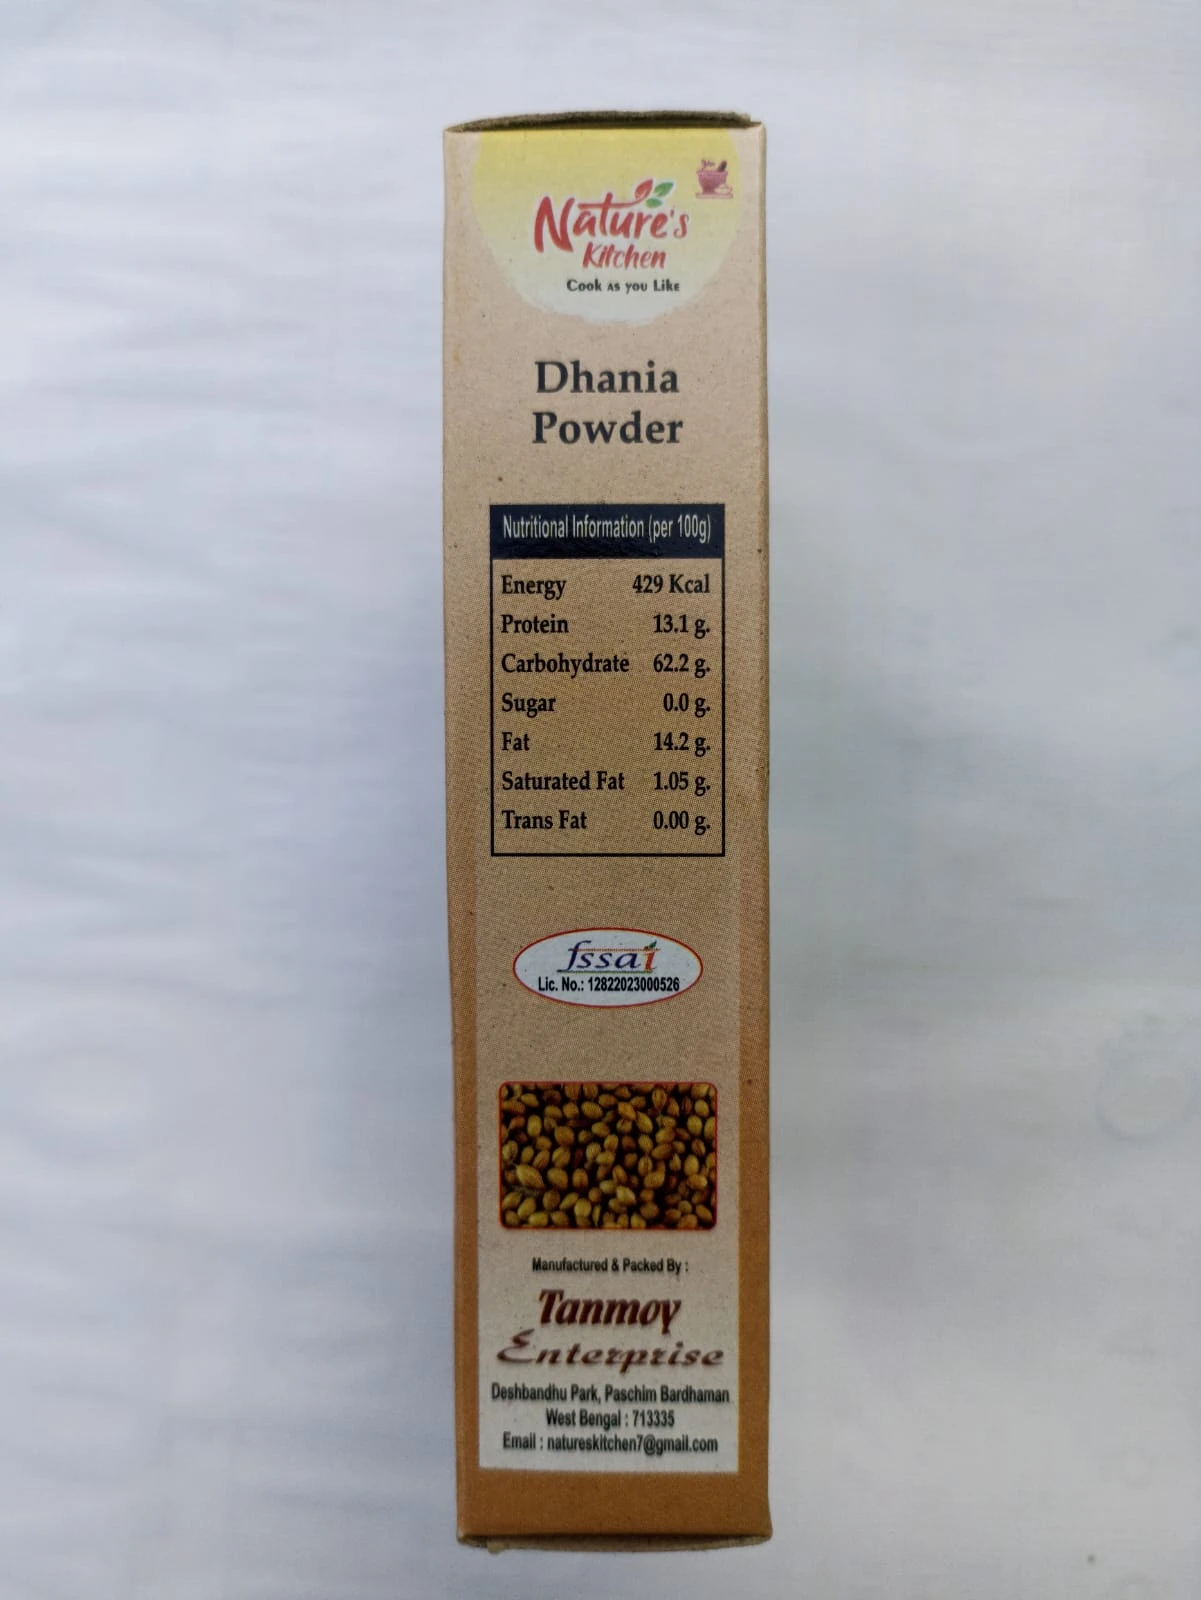 Nature's
Kitchen
Cook as you Like
Dhania
Powder
Nutritional Information (per 100g)
Energy 429 Kcal
Protein 13.1 g.
Carbohydrate 62.2 g.
Sugar 0.0 g.
Fat 14.2 g.
Saturated Fat 1.05 g.
Trans Fat 0.00 g.
fssai
Lic. No.: 12822023000526
Manufactured & Packed By :
Tanmoy
Enterprise
Deshbandhu Park, Paschim Bardhaman
West Bengal : 713335
Email : natureskitchen7@gmail.com